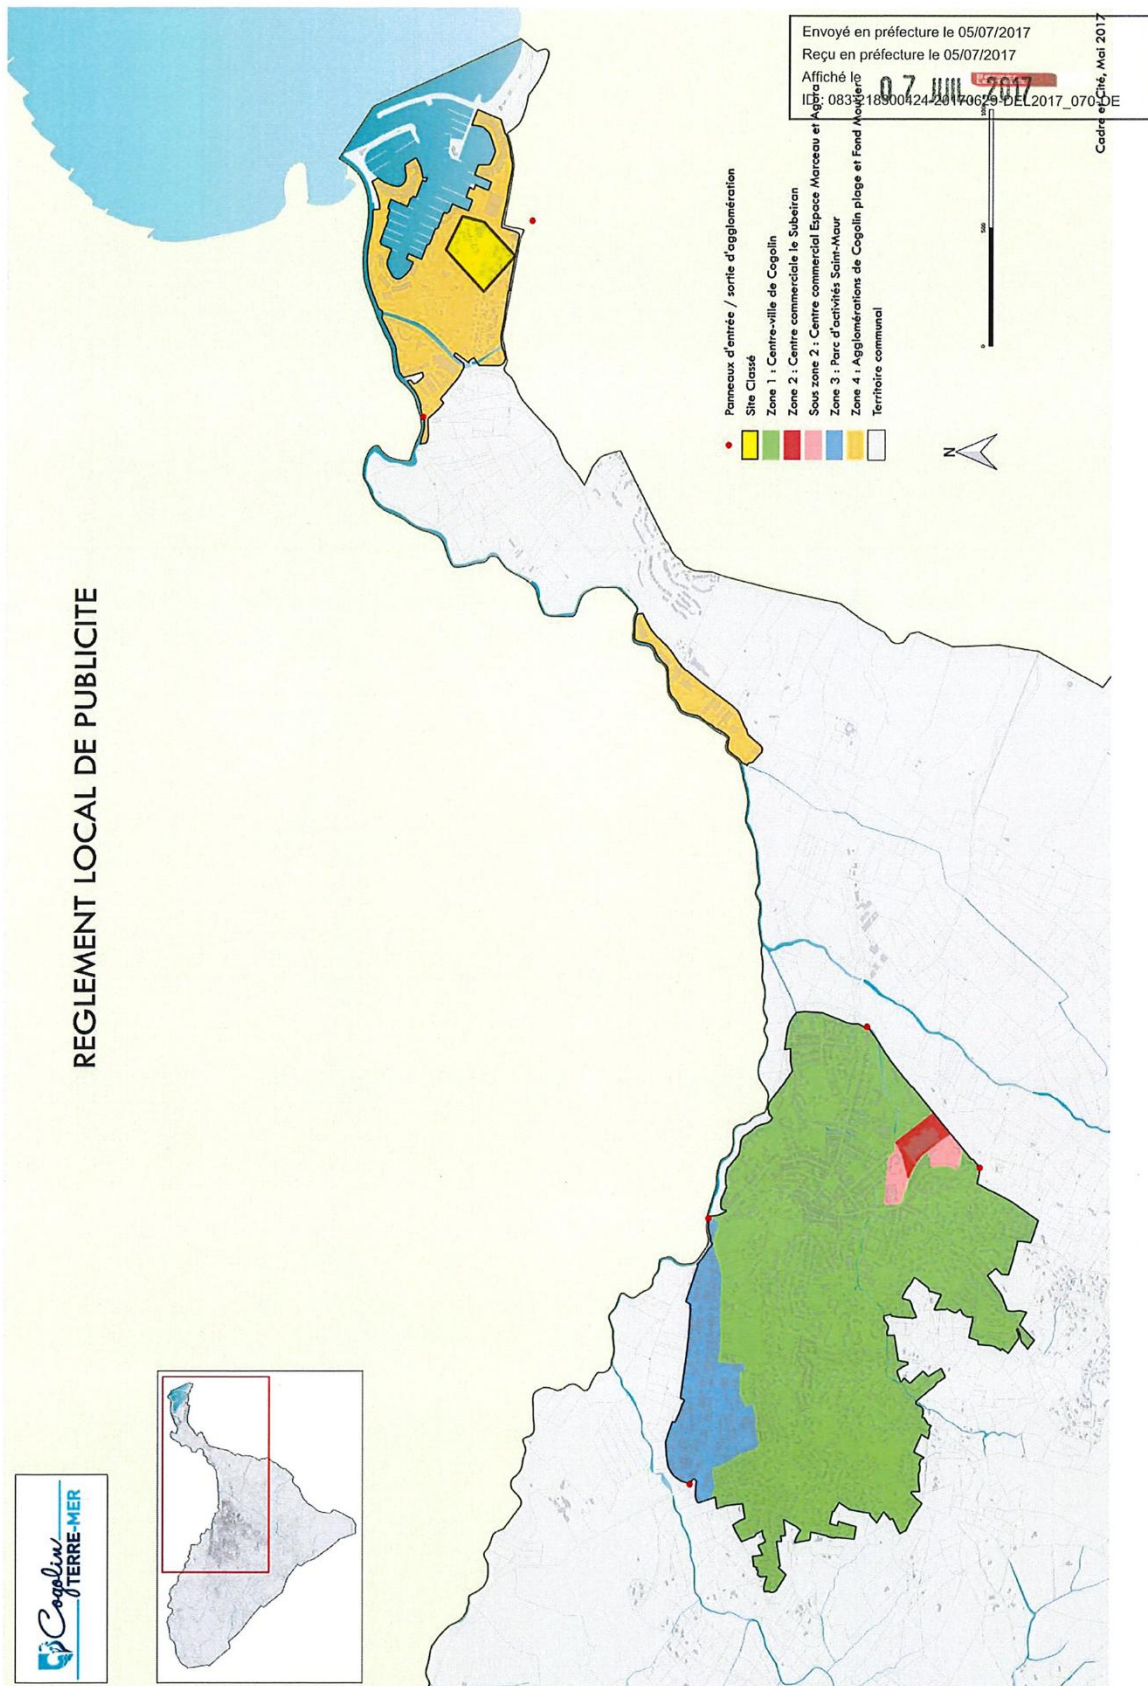 Envoyé en préfecture le 05/07/2017
Reçu en préfecture le 05/07/2017
Affiché le
07 JUIL. 2017
ID : 083-218300424-20170629-DEL2017_070-DE
REGLEMENT LOCAL DE PUBLICITE
Cogolin
TERRE-MER
Panneaux d'entrée / sortie d'agglomération
Site Classé
Zone 1 : Centre-ville de Cogolin
Zone 2 : Centre commerciale le Subeiran
Sous zone 2 : Centre commercial Espace Marceau et Agora
Zone 3 : Parc d'activités Saint-Maur
Zone 4 : Agglomérations de Cogolin plage et Fond Mourier
Territoire communal
N
0
500
Cadre et Cité, Mai 2017